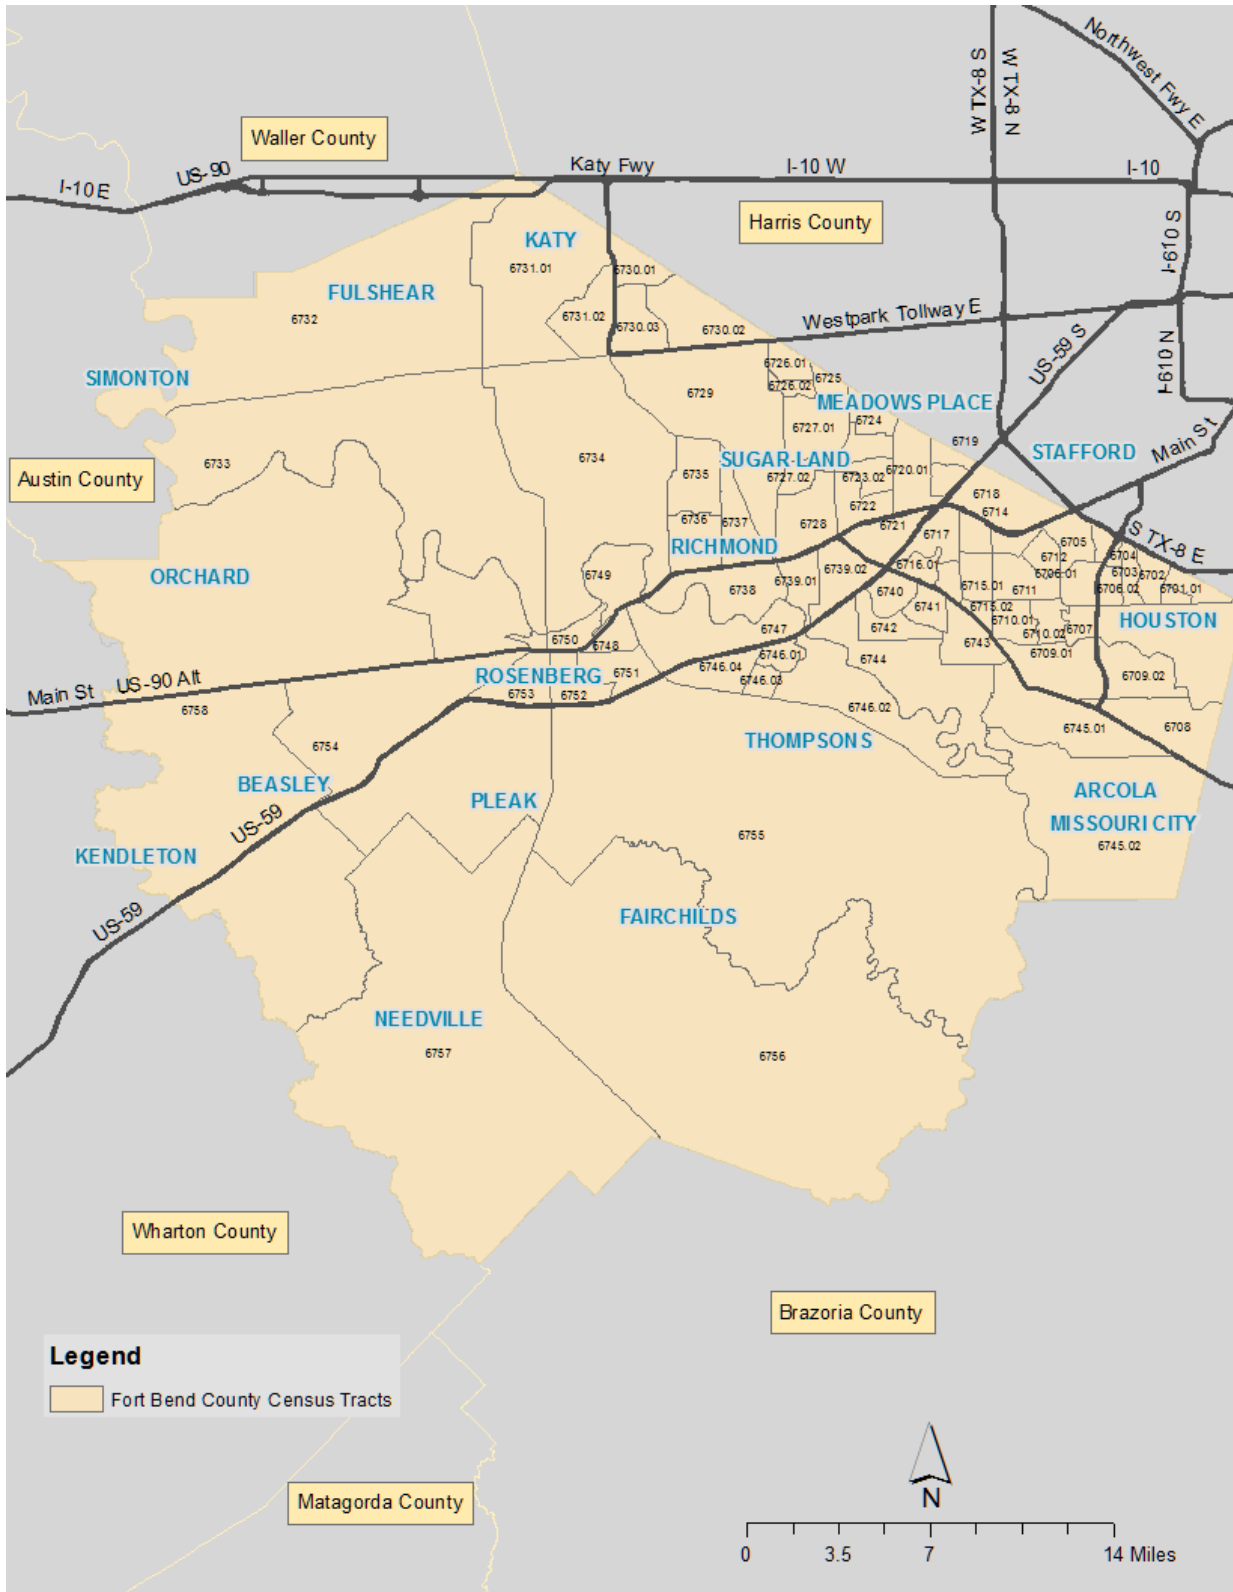 Northwest Fwy E
W TX-8 S
W TX-8 N
Waller County
US-90
Katy Fwy
I-10 W
I-10
I-10 E
Harris County
I-610 S
KATY
6731.01
6730.01
FULSHEAR
6732
6731.02
6730.03
6730.02
Westpark Tollway E
US-59 S
I-610 N
SIMONTON
6726.01
6725
6726.02
6729
MEADOWS PLACE
6724
6727.01
Main St
6719
STAFFORD
6733
6734
SUGAR LAND
6735
6727.02
6723.02
6720.01
Austin County
6718
6722
6714
6736
6737
6728
6721
6717
S TX-8 E
RICHMOND
6705
6712
6704
ORCHARD
6749
6716.01
6739.02
6739.01
6738
6740
6715.01
6711
6706.01
6703
6702
6706.02
6701.01
6741
6715.02
6710.01
HOUSTON
6747
6742
6710.02
6707
6750
6748
6743
6746.01
6709.01
6744
ROSENBERG
6751
6746.04
6746.03
6709.02
Main St
US-90 Alt
6753
6752
6758
6746.02
6754
THOMPSONS
6745.01
6708
BEASLEY
PLEAK
ARCOLA
US-59
MISSOURI CITY
6755
6745.02
KENDLETON
US-59
FAIRCHILDS
NEEDVILLE
6757
6756
Wharton County
Brazoria County
Legend
Fort Bend County Census Tracts
Matagorda County
N
0 3.5 7 14 Miles